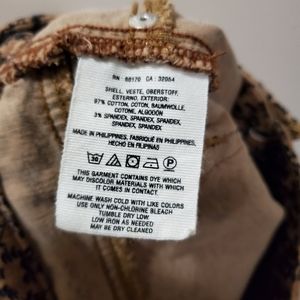 RN : 66170 CA : 32054
SHELL, VESTE, OBERSTOFF,
ESTERNO, EXTERIOR:
97% COTTON, COTON, BAUMWOLLE,
COTONE, ALGODÓN
3% SPANDEX, SPANDEX, SPANDEX,
SPANDEX, SPANDEX
MADE IN PHILIPPINES, FABRIQUÉ EN PHILIPPINES,
HECHO EN FILIPINAS
30
P
THIS GARMENT CONTAINS DYE WHICH
MAY DISCOLOR MATERIALS WITH WHICH
IT COMES IN CONTACT
MACHINE WASH COLD WITH LIKE COLORS
USE ONLY NON-CHLORINE BLEACH
TUMBLE DRY LOW
LOW IRON AS NEEDED
MAY BE DRY CLEANED